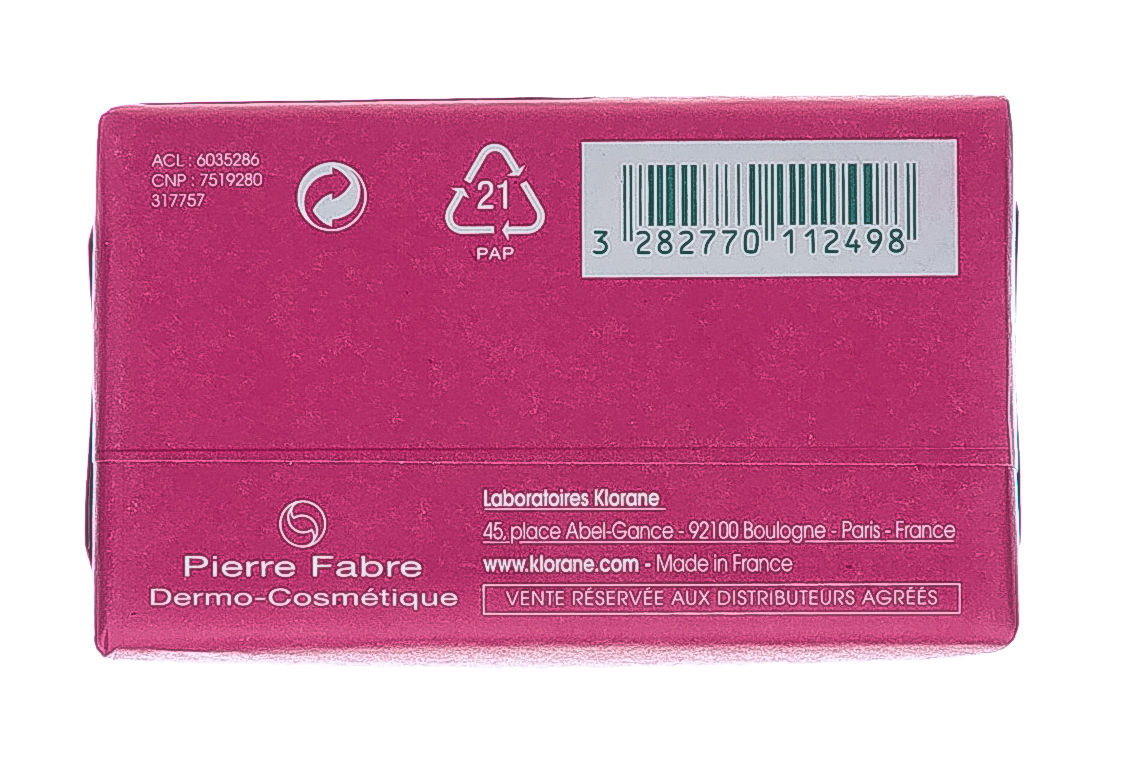 ACL : 6035286
CNP : 7519280
317757
21
PAP
3 282770 112498
Laboratoires Klorane
45, place Abel-Gance - 92100 Boulogne - Paris - France
www.klorane.com - Made in France
VENTE RÉSERVÉE AUX DISTRIBUTEURS AGRÉÉS
Pierre Fabre
Dermo-Cosmétique